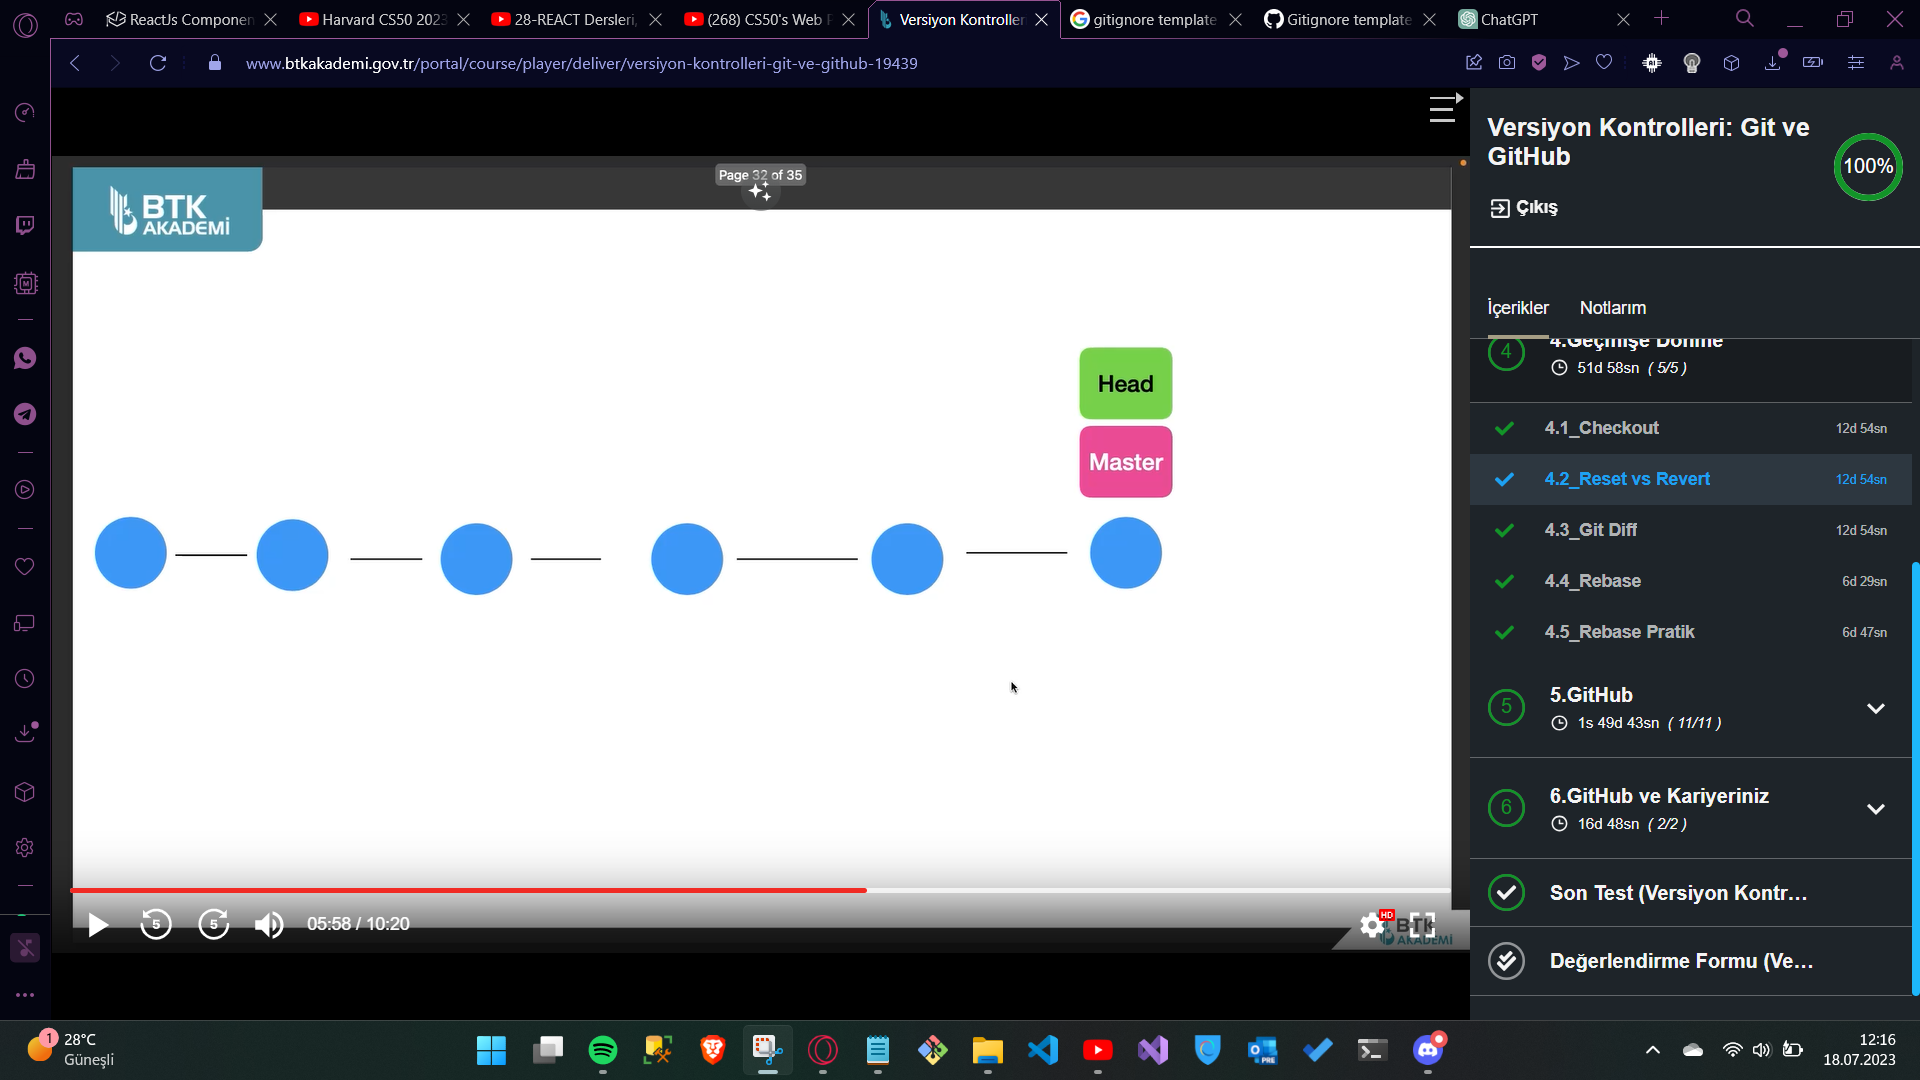 ReactJs Componen
Harvard CS50 2023
28-REACT Dersleri,
(268) CS50's Web P
Versiyon Kontroller
gitignore template
Gitignore template
ChatGPT
www.btkakademi.gov.tr/portal/course/player/deliver/versiyon-kontrolleri-git-ve-github-19439
BTK
AKADEMİ
Page 32 of 35
Head
Master
05:58 / 10:20
HD
BTK
AKADEMİ
Versiyon Kontrolleri: Git ve
GitHub
100%
Çıkış
İçerikler
Notlarım
4
4.Geçmişe Dönme
51d 58sn ( 5/5 )
4.1_Checkout
12d 54sn
4.2_Reset vs Revert
12d 54sn
4.3_Git Diff
12d 54sn
4.4_Rebase
6d 29sn
4.5_Rebase Pratik
6d 47sn
5
5.GitHub
1s 49d 43sn ( 11/11 )
6
6.GitHub ve Kariyeriniz
16d 48sn ( 2/2 )
Son Test (Versiyon Kontr...
Değerlendirme Formu (Ve...
1
28°C
Güneşli
PRE
12:16
18.07.2023